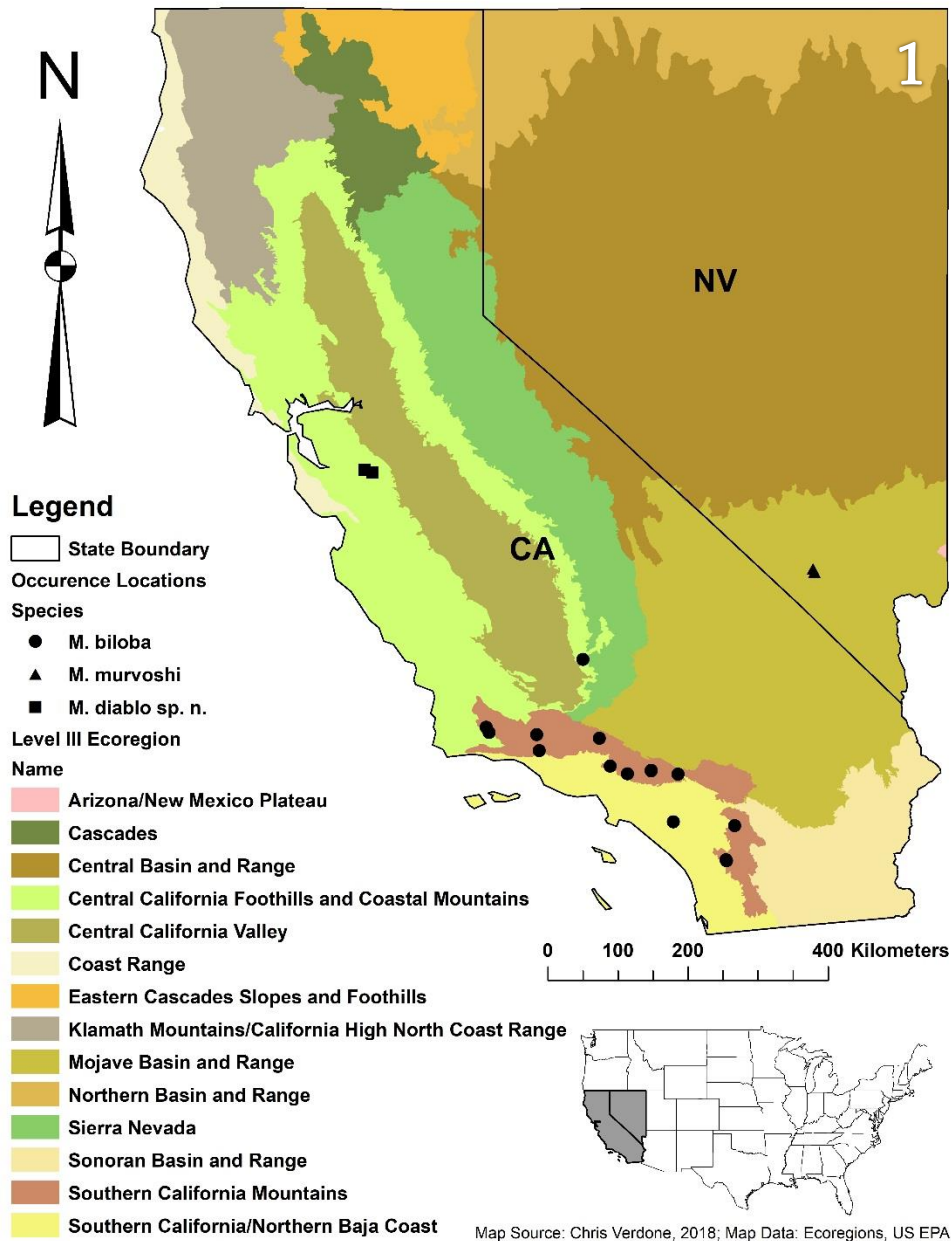 1
N
NV
CA
Legend
State Boundary
Occurence Locations
Species
M. biloba
M. murvoshi
M. diablo sp. n.
Level III Ecoregion
Name
Arizona/New Mexico Plateau
Cascades
Central Basin and Range
Central California Foothills and Coastal Mountains
Central California Valley
Coast Range
Eastern Cascades Slopes and Foothills
Klamath Mountains/California High North Coast Range
Mojave Basin and Range
Northern Basin and Range
Sierra Nevada
Sonoran Basin and Range
Southern California Mountains
Southern California/Northern Baja Coast
0 100 200 400 Kilometers
Map Source: Chris Verdone, 2018; Map Data: Ecoregions, US EPA